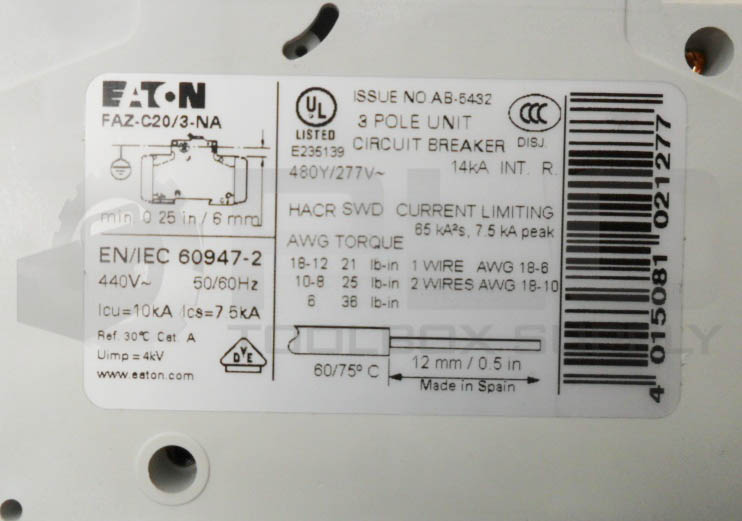 EATON
FAZ-C20/3-NA
min 0 25 in / 6 mm
EN/IEC 60947-2
440V~ 50/60Hz
Icu=10kA Ics=7.5kA
Ref. 30°C Cat. A
Uimp=4kV
www.eaton.com
DVE
UL
LISTED
E235139
ISSUE NO.AB-5432
3 POLE UNIT
CIRCUIT BREAKER DISJ.
480Y/277V~ 14kA INT. R.
CCC
HACR SWD CURRENT LIMITING
65 kA²s, 7.5 kA peak
AWG TORQUE
18-12 21 lb-in 1 WIRE AWG 18-6
10-8 25 lb-in 2 WIRES AWG 18-10
6 36 lb-in
60/75° C
12 mm / 0.5 in
Made in Spain
4 015081 021277
TOOLBOX SUPPLY